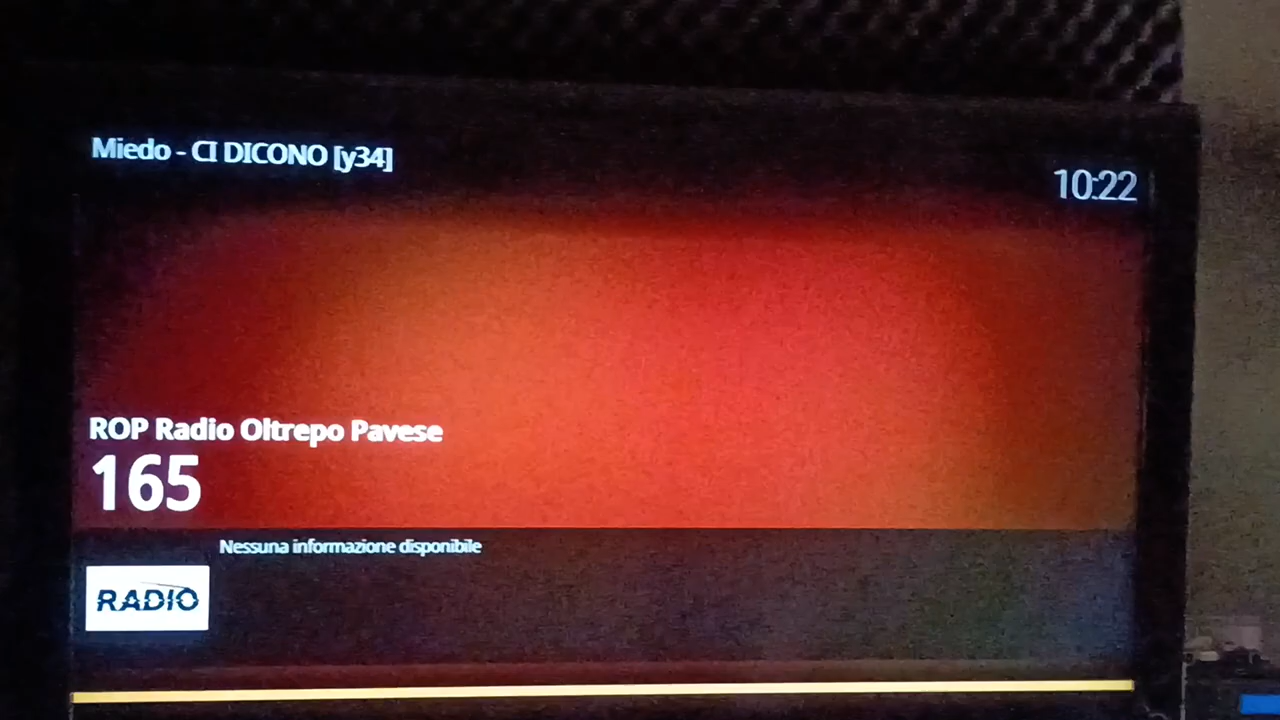 Miedo - CI DICONO [y34]
10:22
ROP Radio Oltrepo Pavese
165
Nessuna informazione disponibile
RADIO